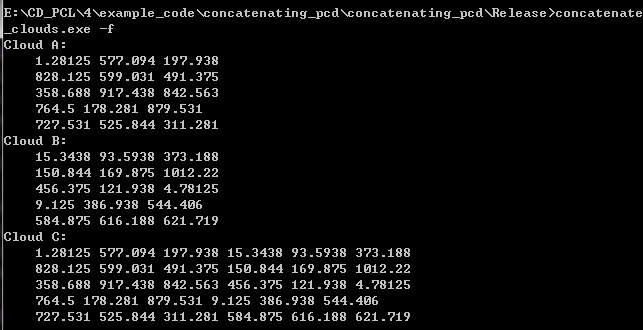 E:\CD_PCL\4\example_code\concatenating_pcd\concatenating_pcd\Release>concatenate
_clouds.exe -f
Cloud A:
    1.28125 577.094 197.938
    828.125 599.031 491.375
    358.688 917.438 842.563
    764.5 178.281 879.531
    727.531 525.844 311.281
Cloud B:
    15.3438 93.5938 373.188
    150.844 169.875 1012.22
    456.375 121.938 4.78125
    9.125 386.938 544.406
    584.875 616.188 621.719
Cloud C:
    1.28125 577.094 197.938 15.3438 93.5938 373.188
    828.125 599.031 491.375 150.844 169.875 1012.22
    358.688 917.438 842.563 456.375 121.938 4.78125
    764.5 178.281 879.531 9.125 386.938 544.406
    727.531 525.844 311.281 584.875 616.188 621.719